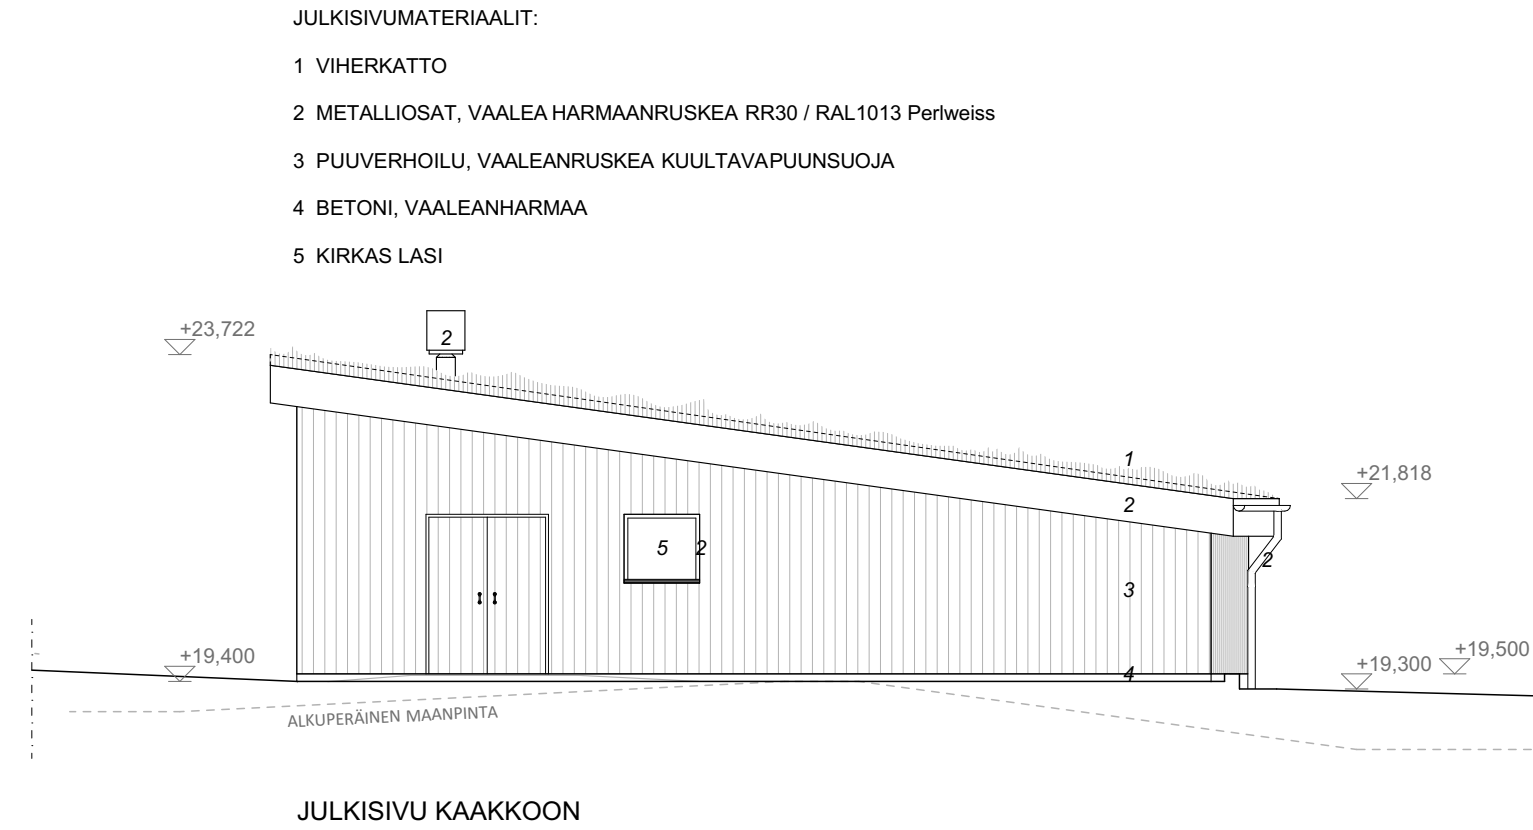 JULKISIVUMATERIAALIT:
1 VIHERKATTO
2 METALLIOSAT, VAALEA HARMAANRUSKEA RR30 / RAL1013 Perlweiss
3 PUUVERHOILU, VAALEANRUSKEA KUULTAVAPUUNSUOJA
4 BETONI, VAALEANHARMAA
5 KIRKAS LASI
+23,722
2
1
+21,818
2
5 2
2
3
+19,400
+19,500
+19,300
4
ALKUPERÄINEN MAANPINTA
JULKISIVU KAAKKOON